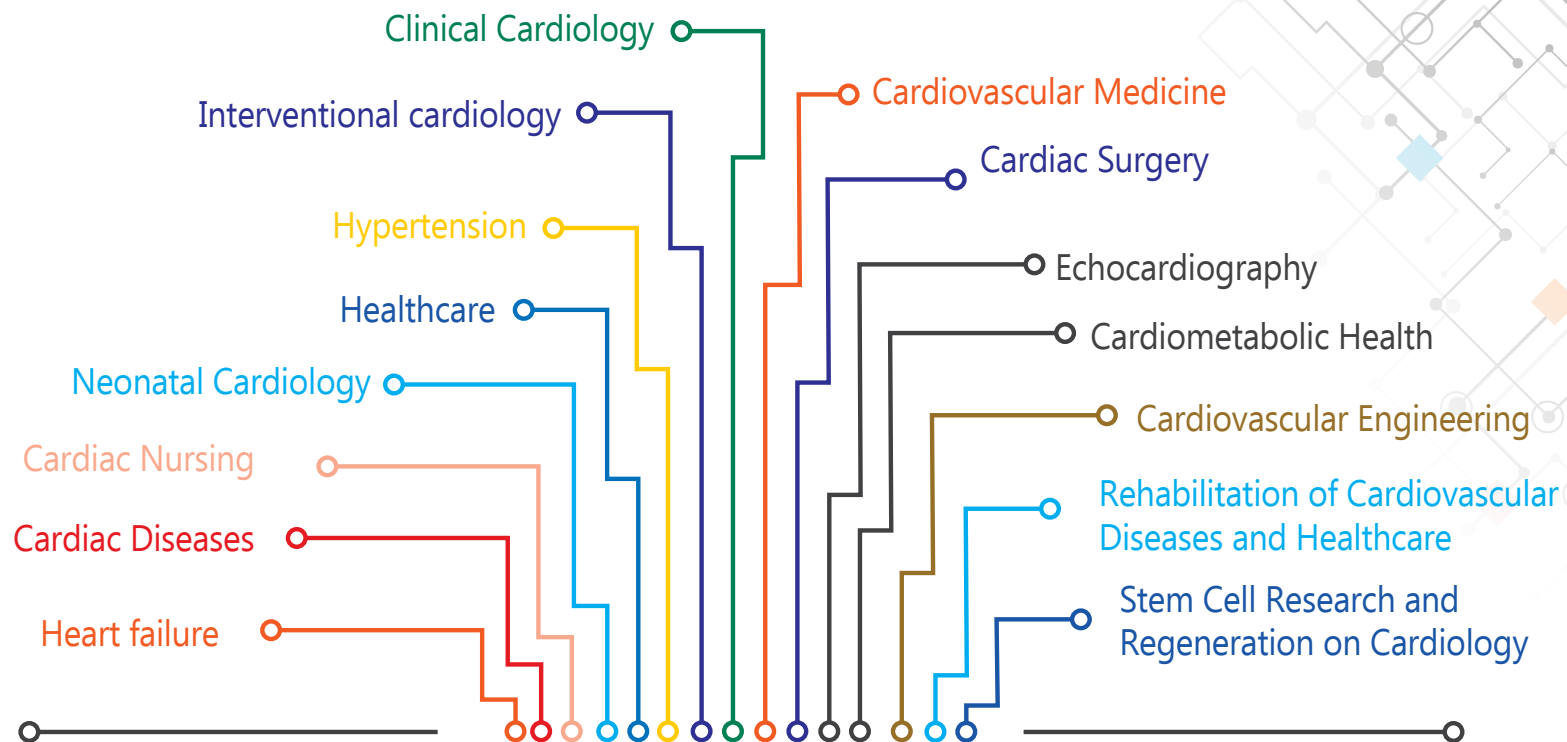 Clinical Cardiology
Interventional cardiology
Hypertension
Healthcare
Neonatal Cardiology
Cardiac Nursing
Cardiac Diseases
Heart failure
Cardiovascular Medicine
Cardiac Surgery
Echocardiography
Cardiometabolic Health
Cardiovascular Engineering
Rehabilitation of Cardiovascular
Diseases and Healthcare
Stem Cell Research and
Regeneration on Cardiology